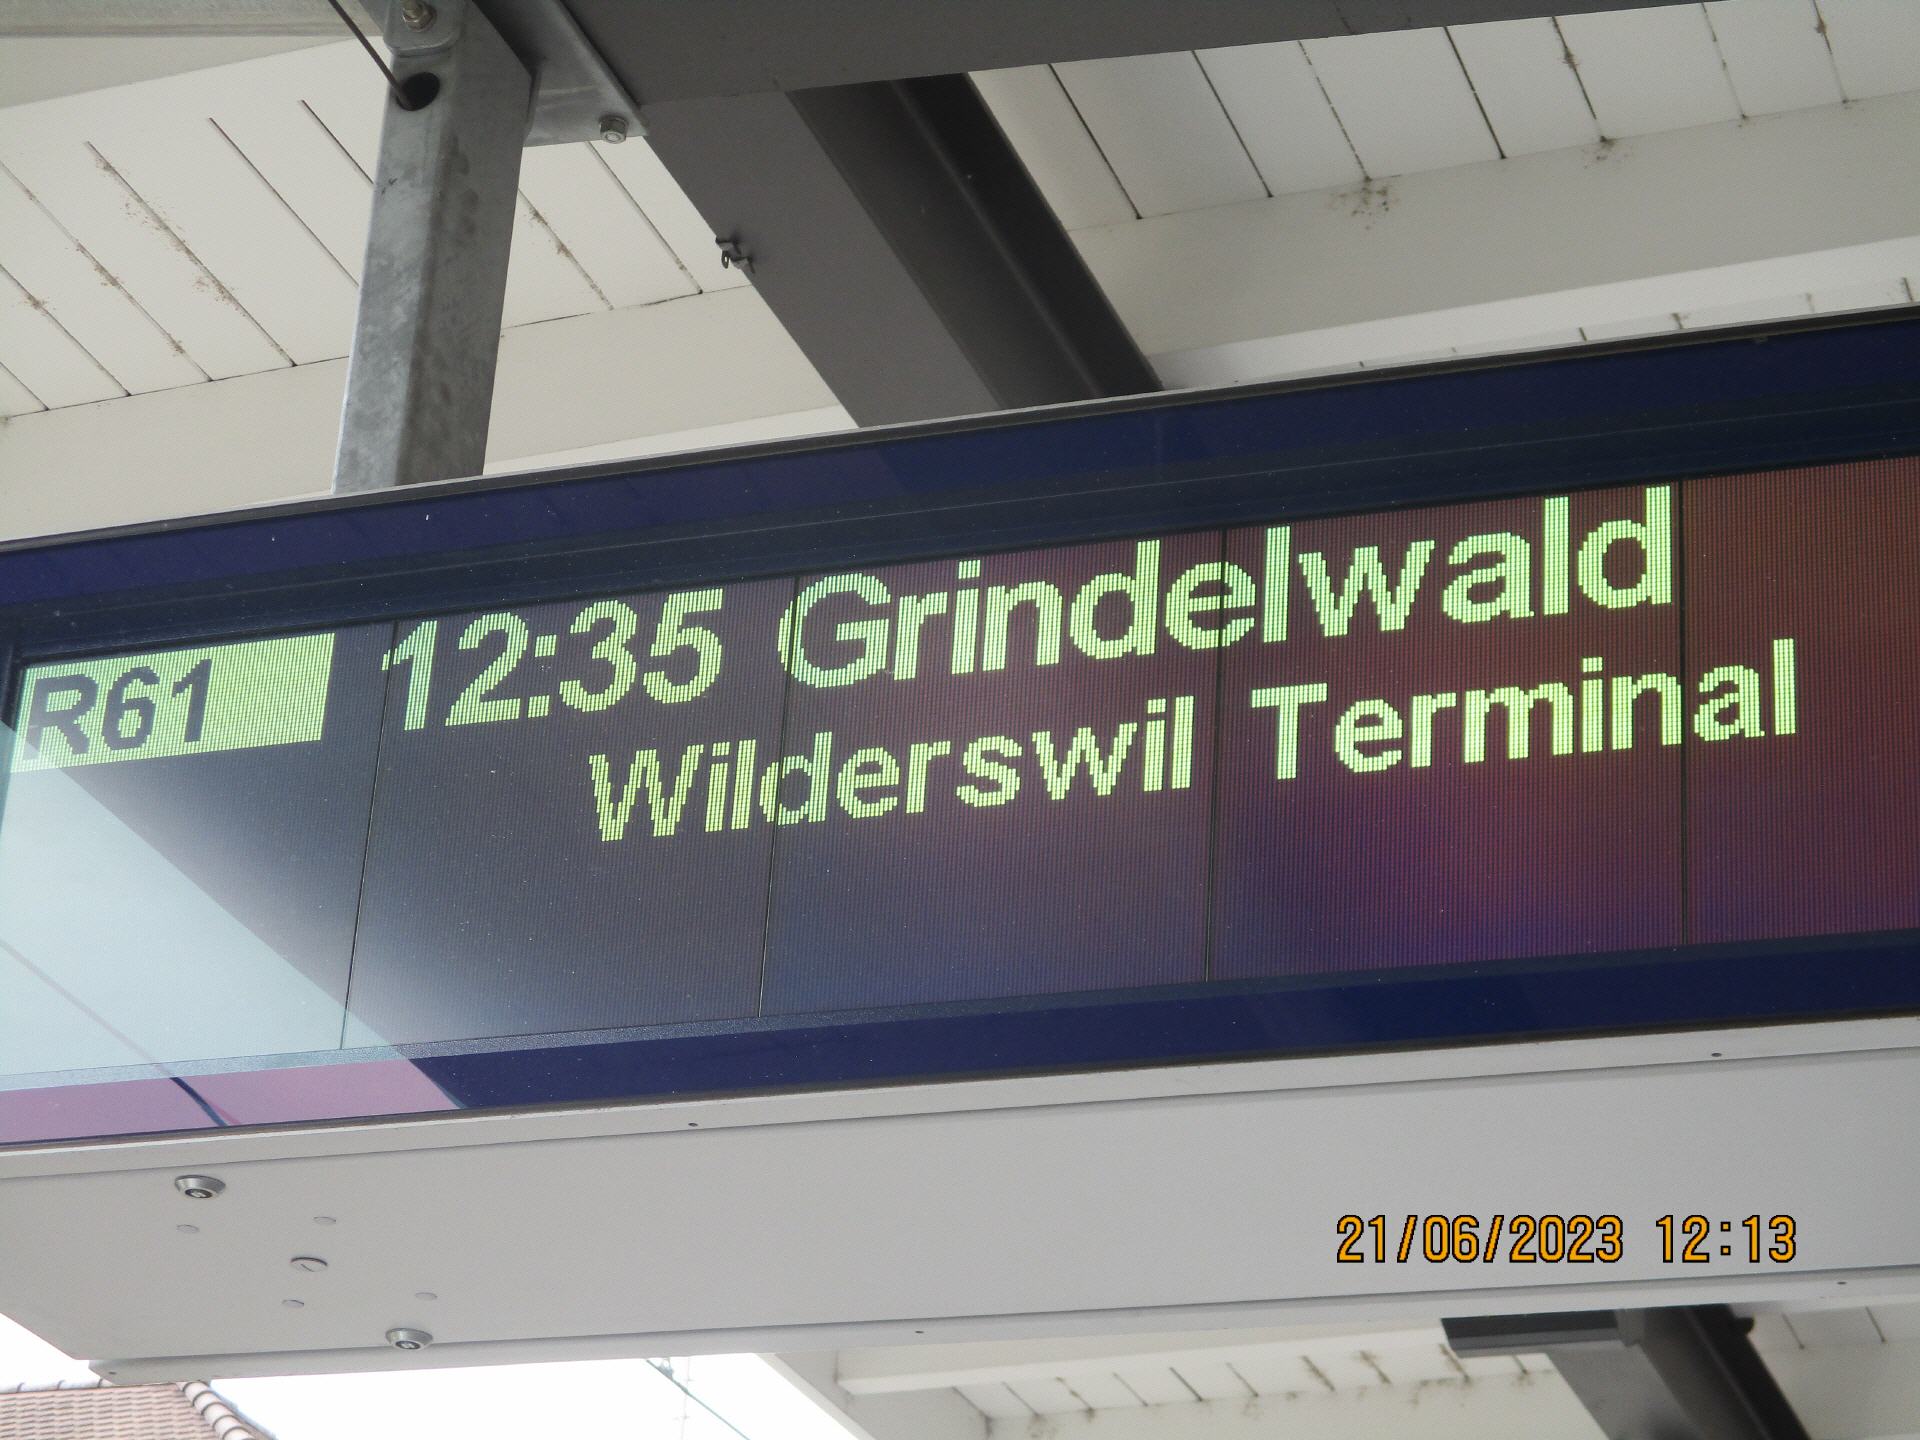 R61 12:35 Grindelwald
Wilderswil Terminal
21/06/2023 12:13